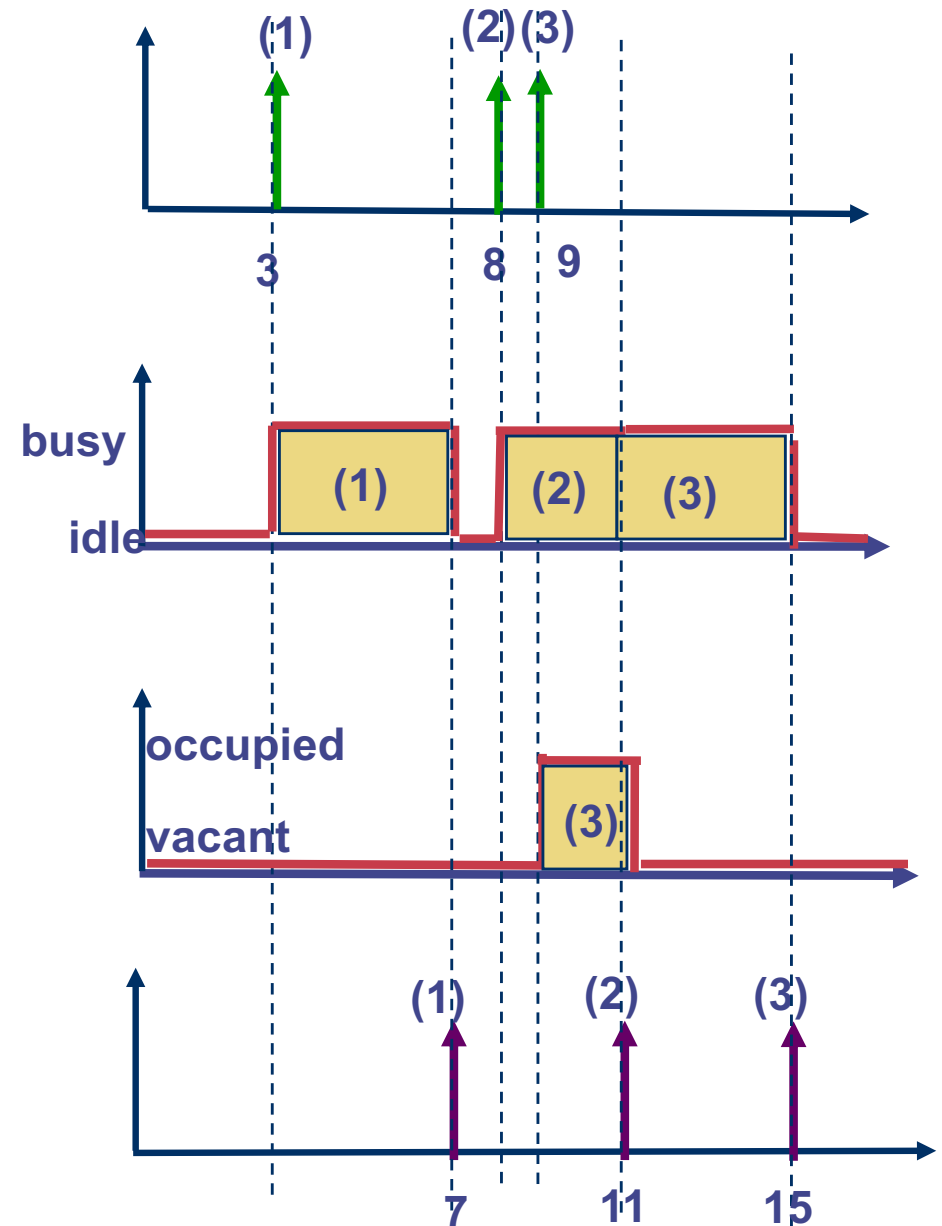 (1) (2) (3)
3 8 9
busy
(1) (2) (3)
idle
occupied
(3)
vacant
(1) (2) (3)
7 11 15